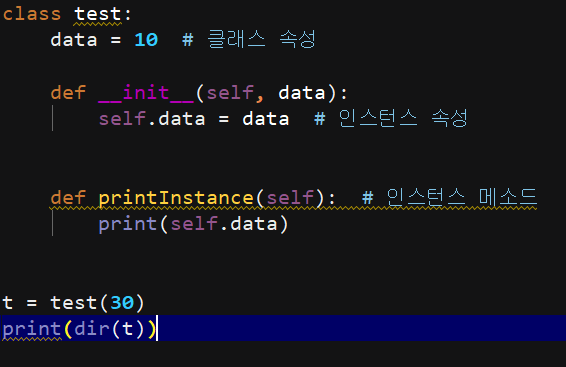 class test:
    data = 10  # 클래스 속성
    def __init__(self, data):
        self.data = data  # 인스턴스 속성
    def printInstance(self):  # 인스턴스 메소드
        print(self.data)
t = test(30)
print(dir(t))